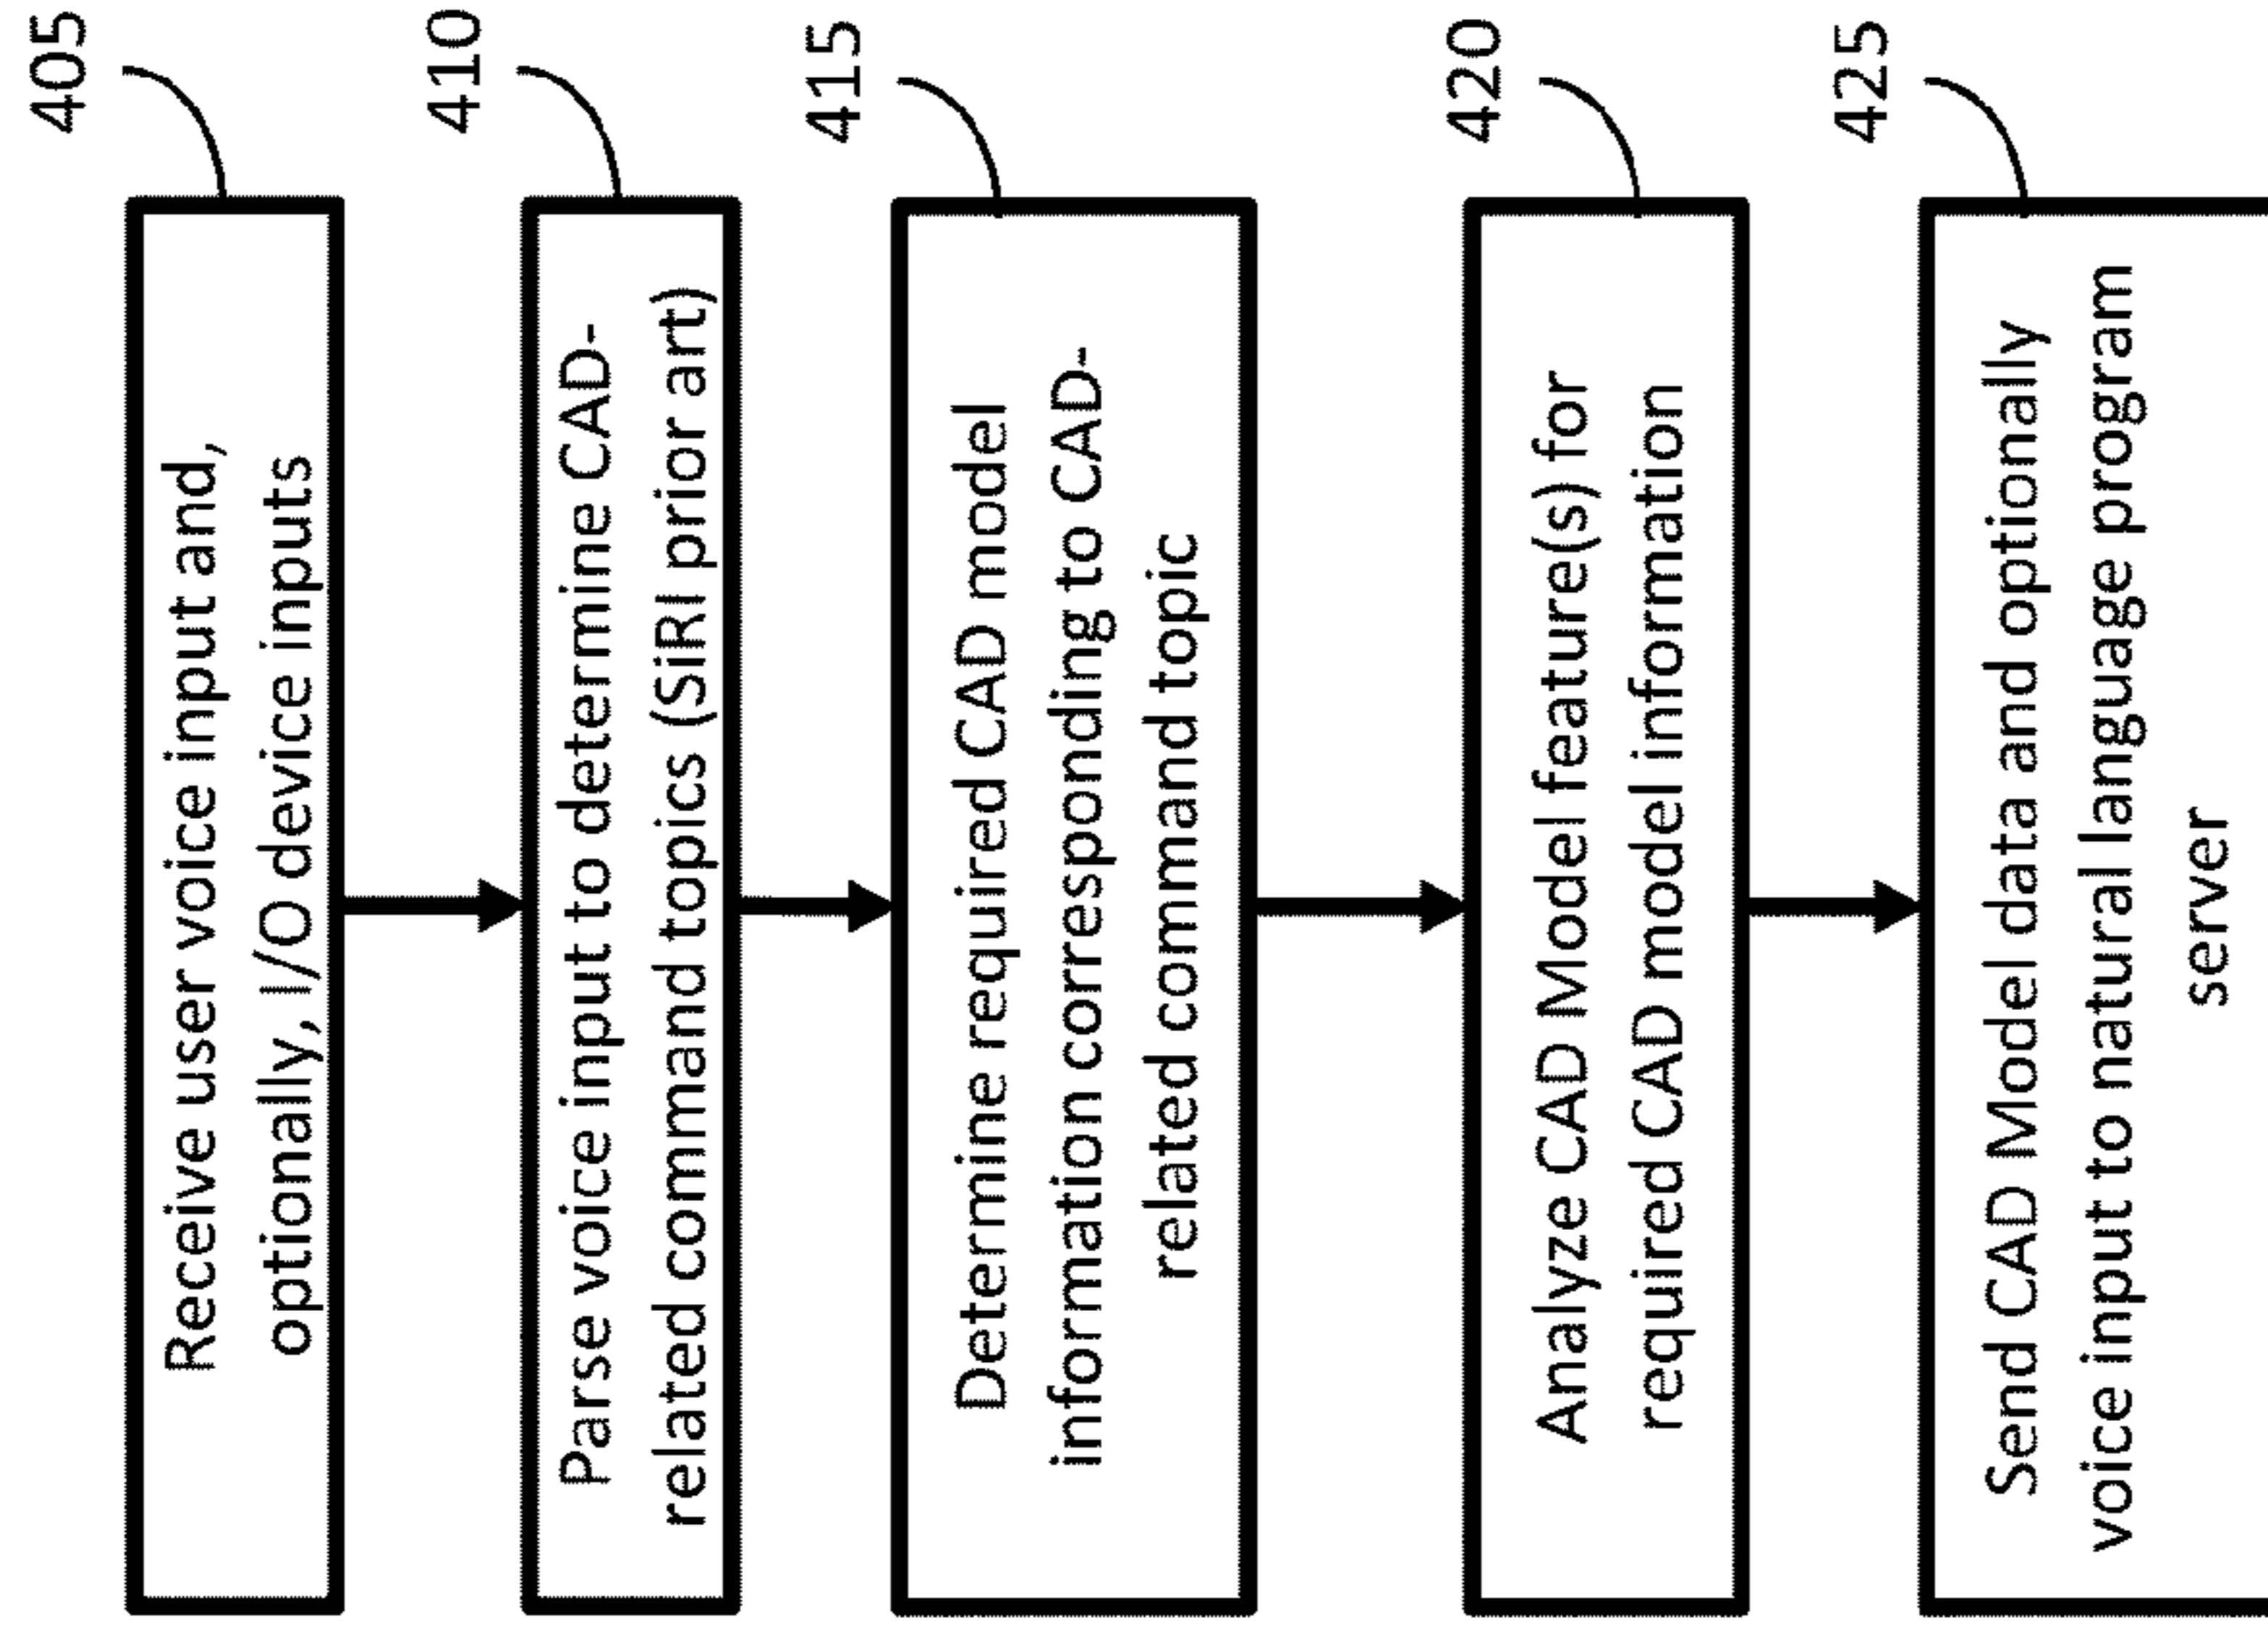 405
Receive user voice input and,
optionally, I/O device inputs
410
Parse voice input to determine CAD-
related command topics (SiRI prior art)
415
Determine required CAD model
information corresponding to CAD-
related command topic
420
Analyze CAD Model feature(s) for
required CAD model information
425
Send CAD Model data and optionally
voice input to natural language program
server